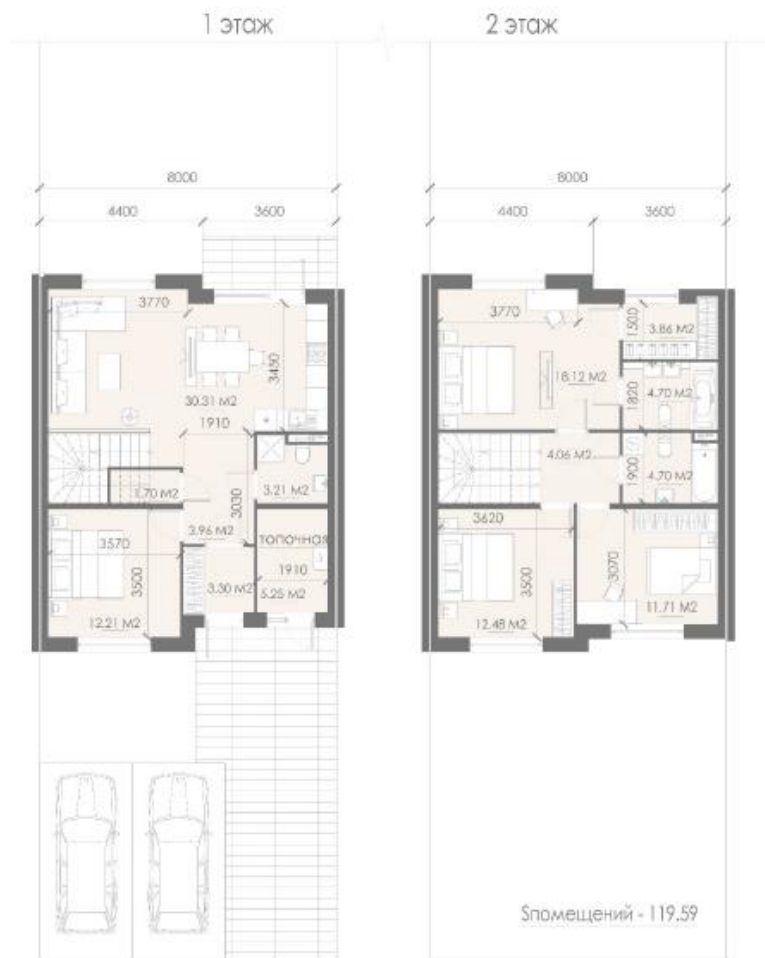 1 этаж
2 этаж
8000
8000
4400
3600
4400
3600
3770
3450
30.31 М2
1910
1.70 М2
3030
3.21 М2
3.96 М2
топочная
3570
3500
1910
3.30 М2
5.25 М2
12.21 М2
3770
1500
3.86 М2
18.12 М2
1820
4.70 М2
4.06 М2
1900
4.70 М2
3620
3500
3070
11.71 М2
12.48 М2
Sпомещений - 119.59